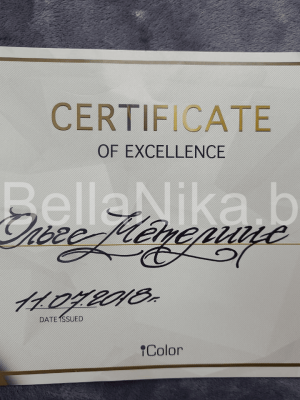 CERTIFICATE
OF EXCELLENCE
BellaNika.b
Ольге Метелице
11.07.2018г.
DATE ISSUED
iColor